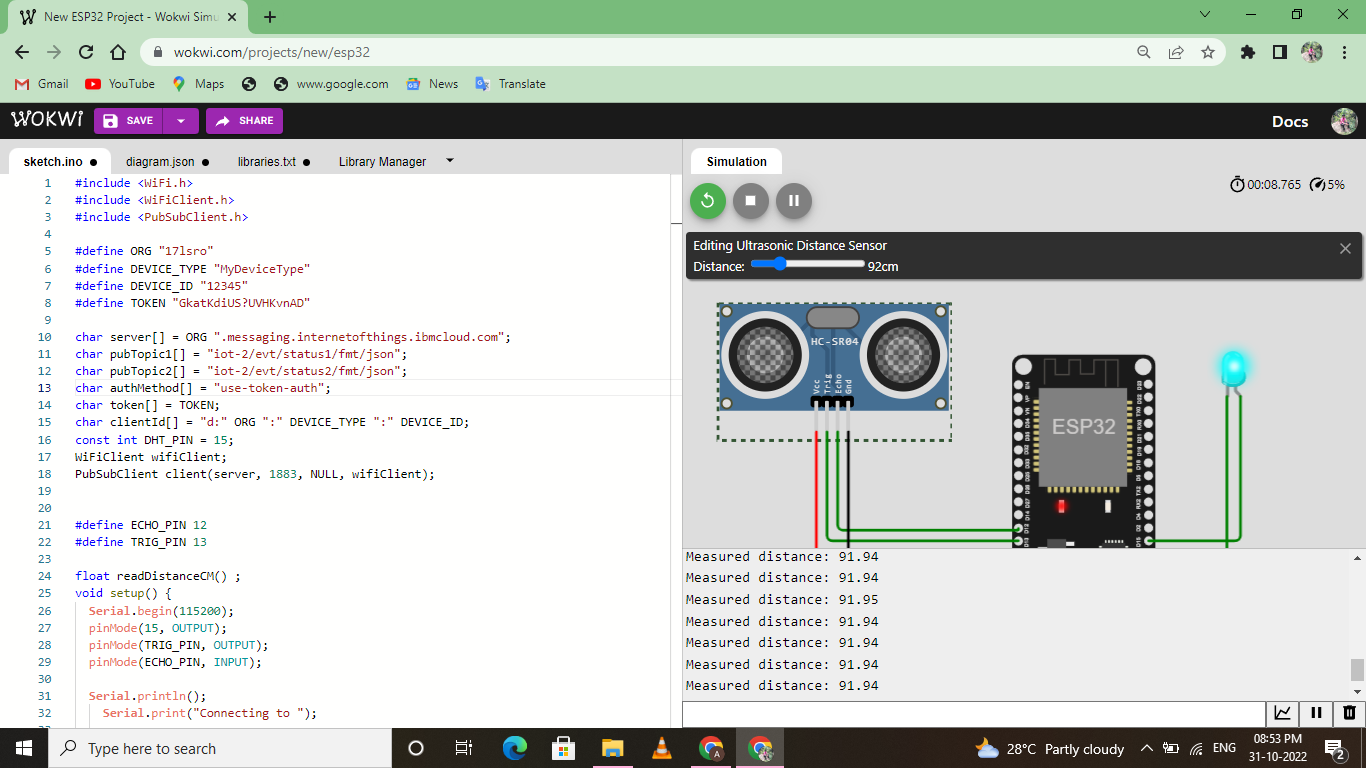 New ESP32 Project - Wokwi Simu
wokwi.com/projects/new/esp32
Gmail YouTube Maps www.google.com News Translate
WOKWI SAVE SHARE Docs
sketch.ino diagram.json libraries.txt Library Manager
1 #include <WiFi.h>
2 #include <WiFiClient.h>
3 #include <PubSubClient.h>
4
5 #define ORG "17lsro"
6 #define DEVICE_TYPE "MyDeviceType"
7 #define DEVICE_ID "12345"
8 #define TOKEN "GkatKdiUS?UVHKvnAD"
9
10 char server[] = ORG ".messaging.internetofthings.ibmcloud.com";
11 char pubTopic1[] = "iot-2/evt/status1/fmt/json";
12 char pubTopic2[] = "iot-2/evt/status2/fmt/json";
13 char authMethod[] = "use-token-auth";
14 char token[] = TOKEN;
15 char clientId[] = "d:" ORG ":" DEVICE_TYPE ":" DEVICE_ID;
16 const int DHT_PIN = 15;
17 WiFiClient wifiClient;
18 PubSubClient client(server, 1883, NULL, wifiClient);
19
20
21 #define ECHO_PIN 12
22 #define TRIG_PIN 13
23
24 float readDistanceCM() ;
25 void setup() {
26 Serial.begin(115200);
27 pinMode(15, OUTPUT);
28 pinMode(TRIG_PIN, OUTPUT);
29 pinMode(ECHO_PIN, INPUT);
30
31 Serial.println();
32 Serial.print("Connecting to ");
Simulation
00:08.765 5%
Editing Ultrasonic Distance Sensor
Distance: 92cm
HC-SR04
Vcc Trig Echo Gnd
ESP32
Measured distance: 91.94
Measured distance: 91.94
Measured distance: 91.95
Measured distance: 91.94
Measured distance: 91.94
Measured distance: 91.94
Measured distance: 91.94
Type here to search
28°C Partly cloudy ENG
08:53 PM
31-10-2022
2